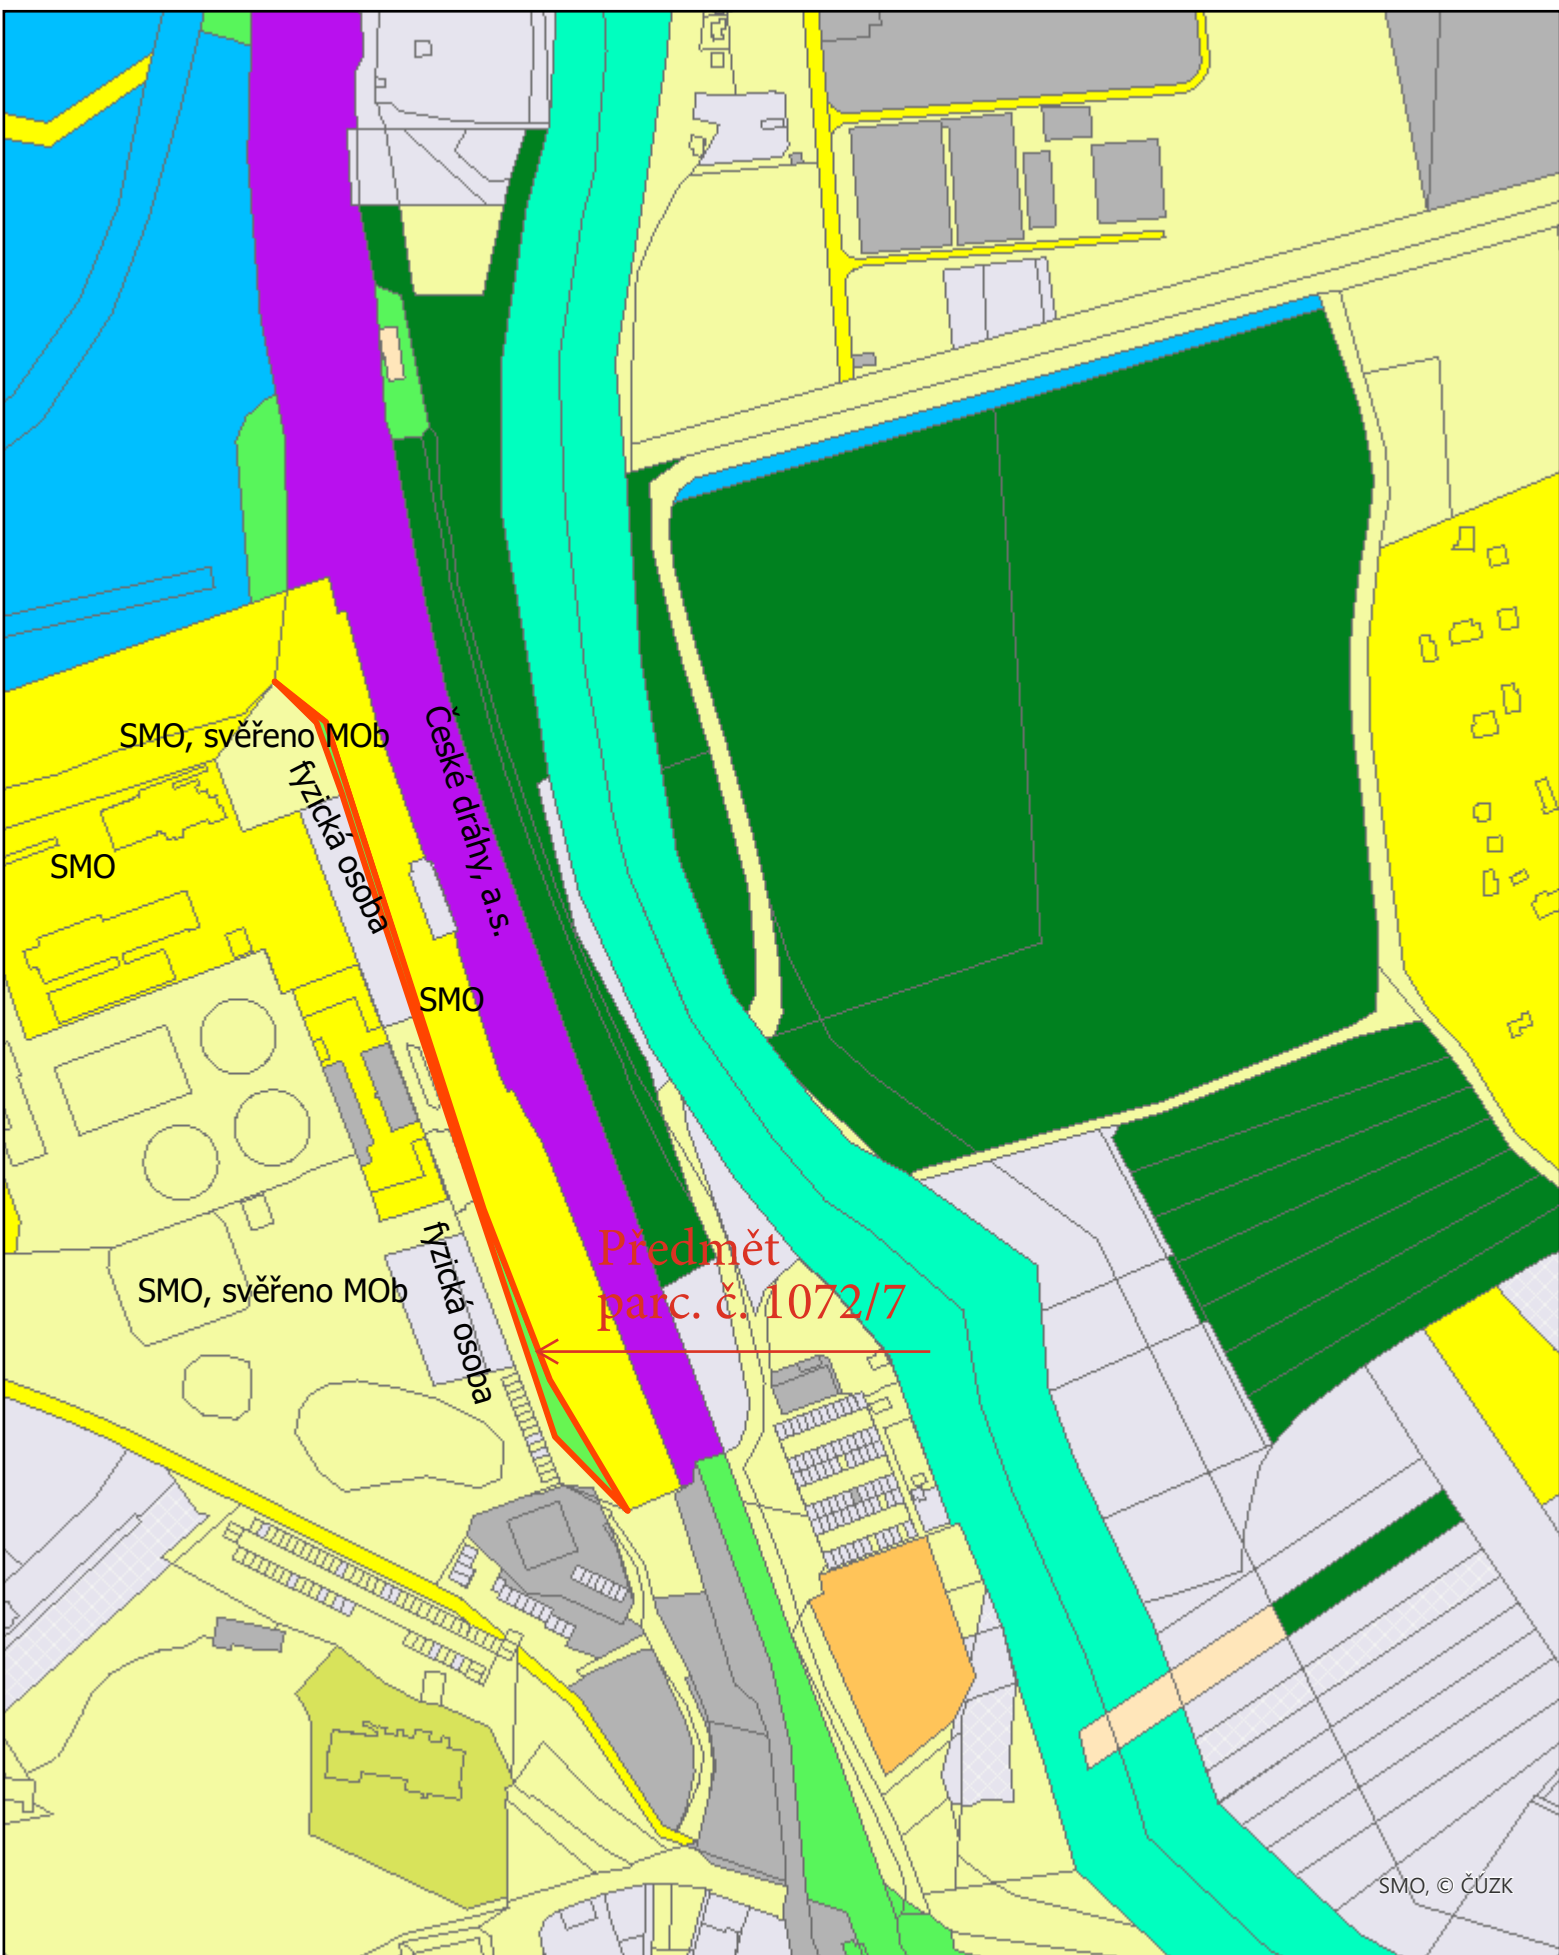 SMO, svěřeno MOb
České dráhy, a.s.
fyzická osoba
SMO
SMO
Předmět
parc. č. 1072/7
fyzická osoba
SMO, svěřeno MOb
SMO, © ČÚZK